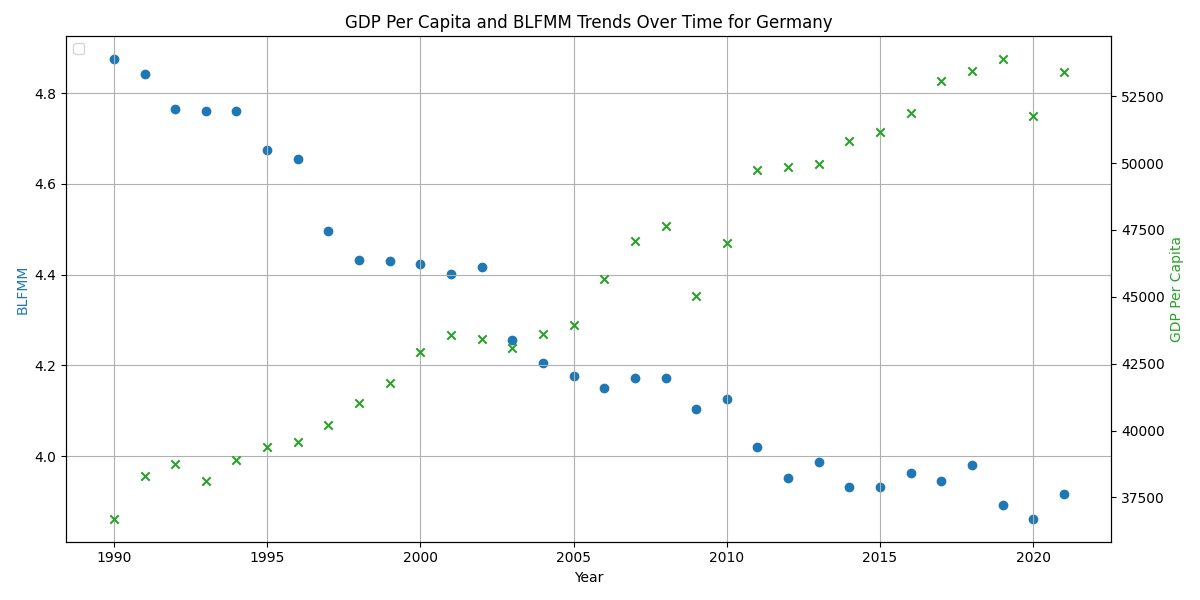 GDP Per Capita and BLFMM Trends Over Time for Germany
BLFMM
4.8
4.6
4.4
4.2
4.0
52500
50000
47500
45000
42500
40000
37500
GDP Per Capita
1990 1995 2000 2005 2010 2015 2020
Year